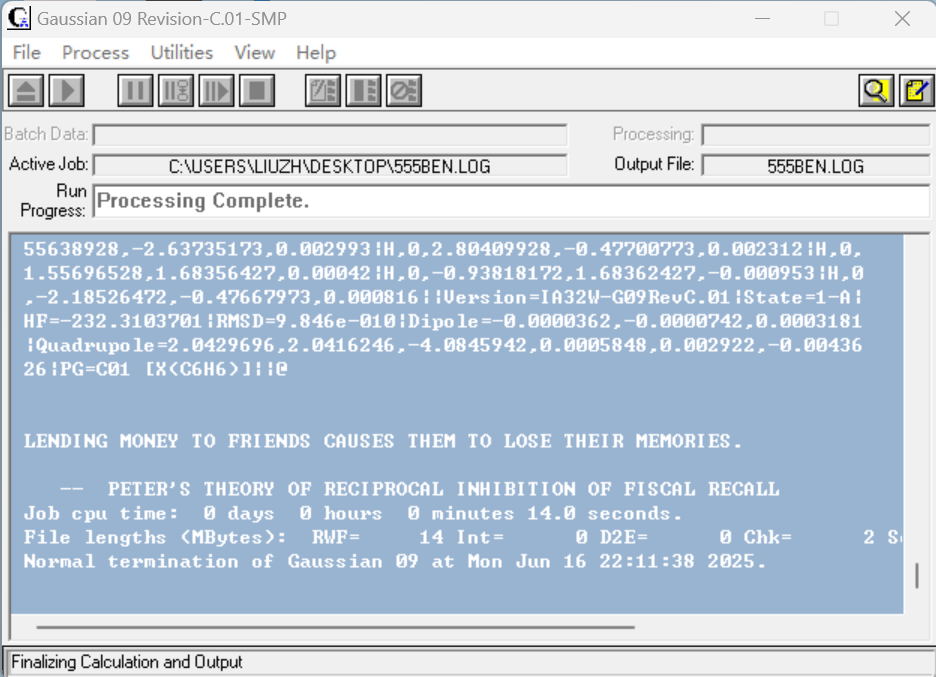 Gaussian 09 Revision-C.01-SMP
File Process Utilities View Help
Batch Data: Processing:
Active Job: C:\USERS\LIUZH\DESKTOP\555BEN.LOG Output File: 555BEN.LOG
Run Progress: Processing Complete.
55638928,-2.63735173,0.002993|H,0,2.80409928,-0.47700773,0.002312|H,0,
1.55696528,1.68356427,0.00042|H,0,-0.93818172,1.68362427,-0.000953|H,0
,-2.18526472,-0.47667973,0.000816||Version=IA32W-G09RevC.01|State=1-A|
HF=-232.3103701|RMSD=9.846e-010|Dipole=-0.0000362,-0.0000742,0.0003181
|Quadrupole=2.0429696,2.0416246,-4.0845942,0.0005848,0.002922,-0.00436
26|PG=C01 [X(C6H6)]||@
LENDING MONEY TO FRIENDS CAUSES THEM TO LOSE THEIR MEMORIES.
-- PETER'S THEORY OF RECIPROCAL INHIBITION OF FISCAL RECALL
Job cpu time: 0 days 0 hours 0 minutes 14.0 seconds.
File lengths (MBytes): RWF= 14 Int= 0 D2E= 0 Chk= 2 S
Normal termination of Gaussian 09 at Mon Jun 16 22:11:38 2025.
Finalizing Calculation and Output